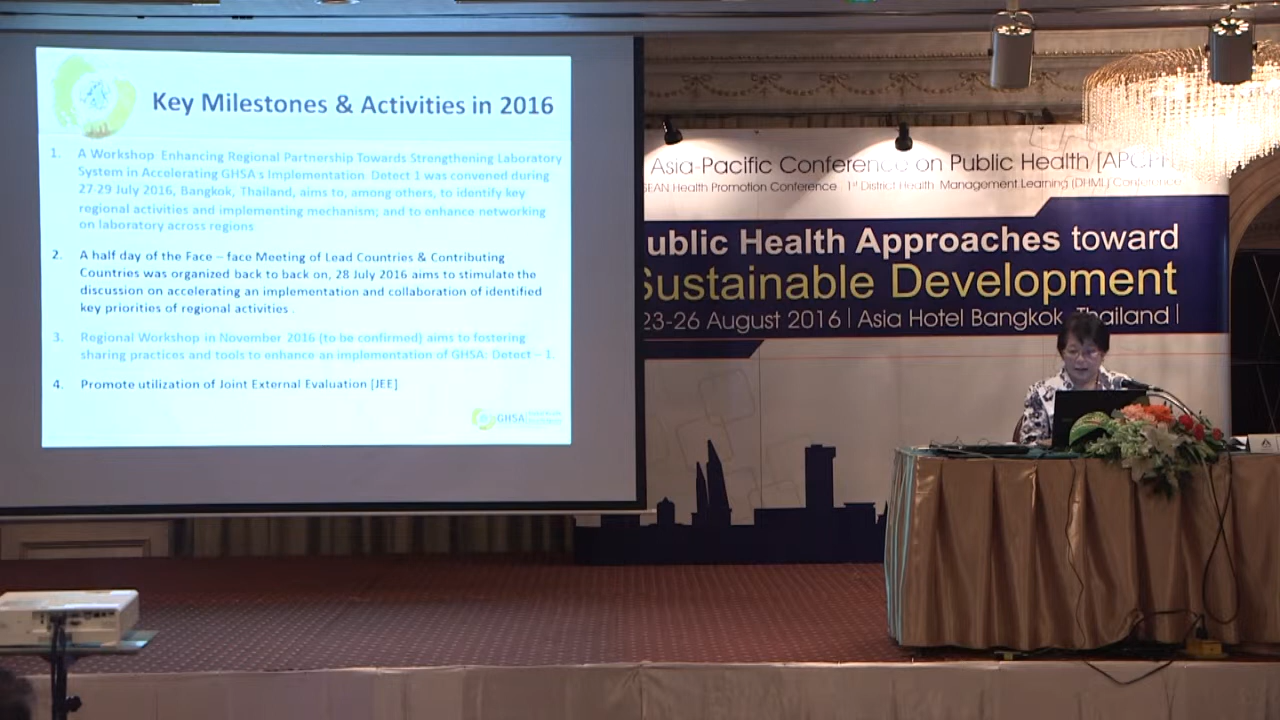 Key Milestones & Activities in 2016
1. A Workshop: Enhancing Regional Partnership Towards Strengthening Laboratory
System in Accelerating GHSA's Implementation: Detect 1 was convened during
27-29 July 2016, Bangkok, Thailand, aims to, among others, to identify key
regional activities and implementing mechanism; and to enhance networking
on laboratory across regions
2. A half day of the Face – face Meeting of Lead Countries & Contributing
Countries was organized back to back on, 28 July 2016 aims to stimulate the
discussion on accelerating an implementation and collaboration of identified
key priorities of regional activities .
3. Regional Workshop in November 2016 (to be confirmed) aims to fostering
sharing practices and tools to enhance an implementation of GHSA: Detect – 1.
4. Promote utilization of Joint External Evaluation [JEE]
GHSA
Asia-Pacific Conference on Public Health [APCPH]
EAN Health Promotion Conference 1st District Health Management Learning (DHML) Conference
ublic Health Approaches toward
Sustainable Development
23-26 August 2016 | Asia Hotel Bangkok, Thailand |